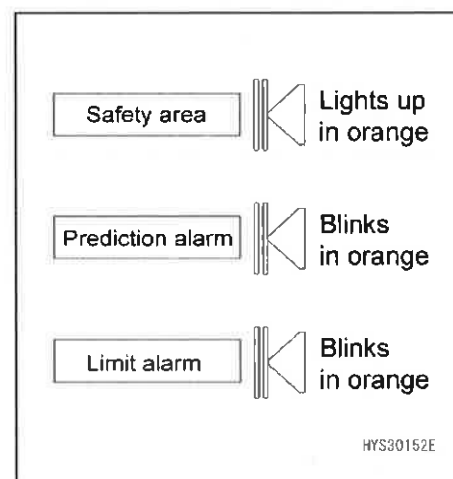 Safety area
Lights up
in orange
Prediction alarm
Blinks
in orange
Limit alarm
Blinks
in orange
HYS30152E